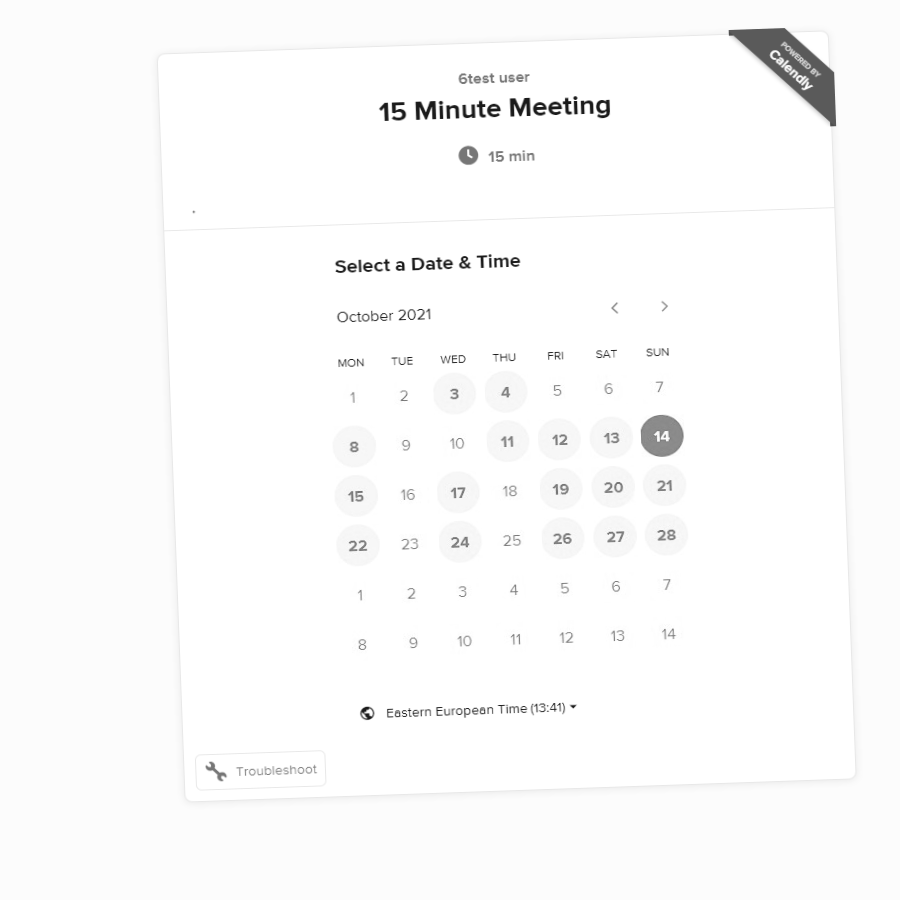 POWERED BY
Calendly
6test user
15 Minute Meeting
15 min
.
Select a Date & Time
October 2021
MON TUE WED THU FRI SAT SUN
1 2 3 4 5 6 7
8 9 10 11 12 13 14
15 16 17 18 19 20 21
22 23 24 25 26 27 28
1 2 3 4 5 6 7
8 9 10 11 12 13 14
Eastern European Time (13:41)
Troubleshoot